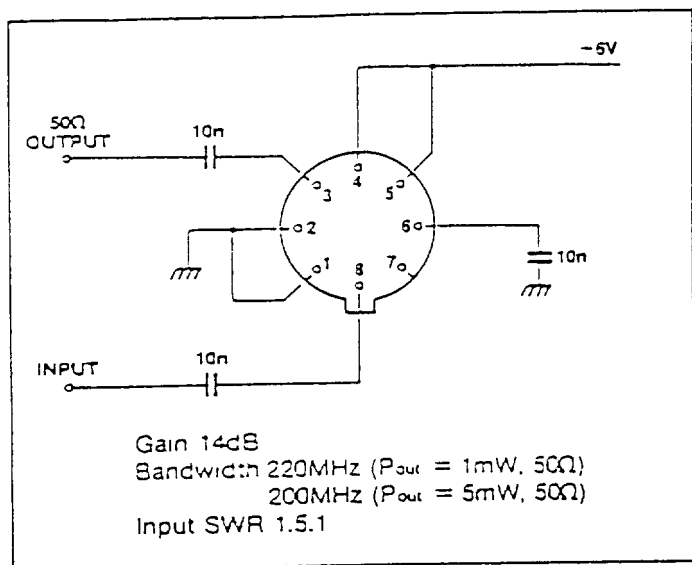 -6V
50Ω
OUTPUT
10n
3
4
5
2
6
1
8
7
10n
INPUT
10n
Gain 14dB
Bandwidth 220MHz (Pout = 1mW, 50Ω)
200MHz (Pout = 5mW, 50Ω)
Input SWR 1.5.1